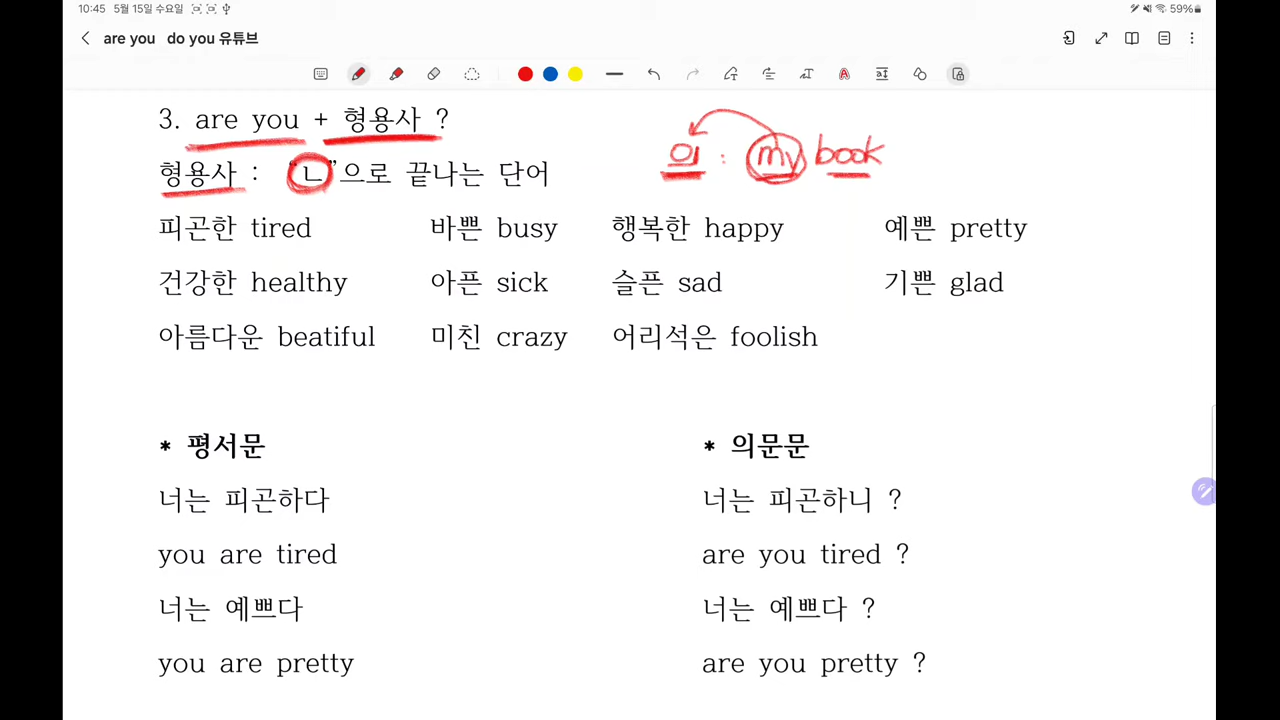 10:45 5월 15일 수요일 59%
are you do you 유튜브
3. are you + 형용사 ?
의 : my book
형용사 : "ㄴ"으로 끝나는 단어
피곤한 tired 바쁜 busy 행복한 happy 예쁜 pretty
건강한 healthy 아픈 sick 슬픈 sad 기쁜 glad
아름다운 beatiful 미친 crazy 어리석은 foolish
* 평서문 * 의문문
너는 피곤하다 너는 피곤하니 ?
you are tired are you tired ?
너는 예쁘다 너는 예쁘다 ?
you are pretty are you pretty ?